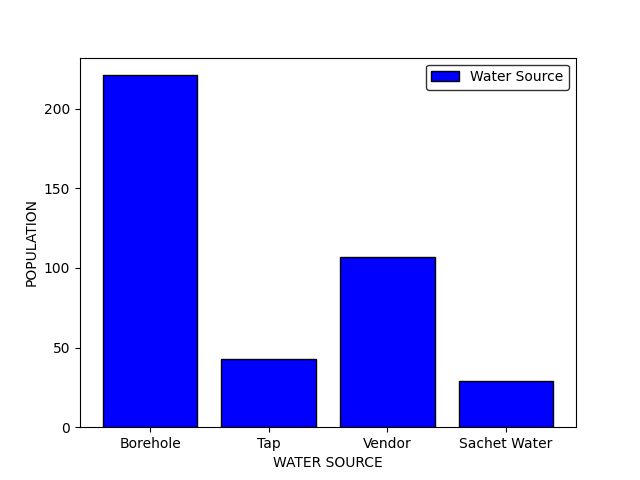 Water Source
200
150
100
50
0
POPULATION
Borehole Tap Vendor Sachet Water
WATER SOURCE